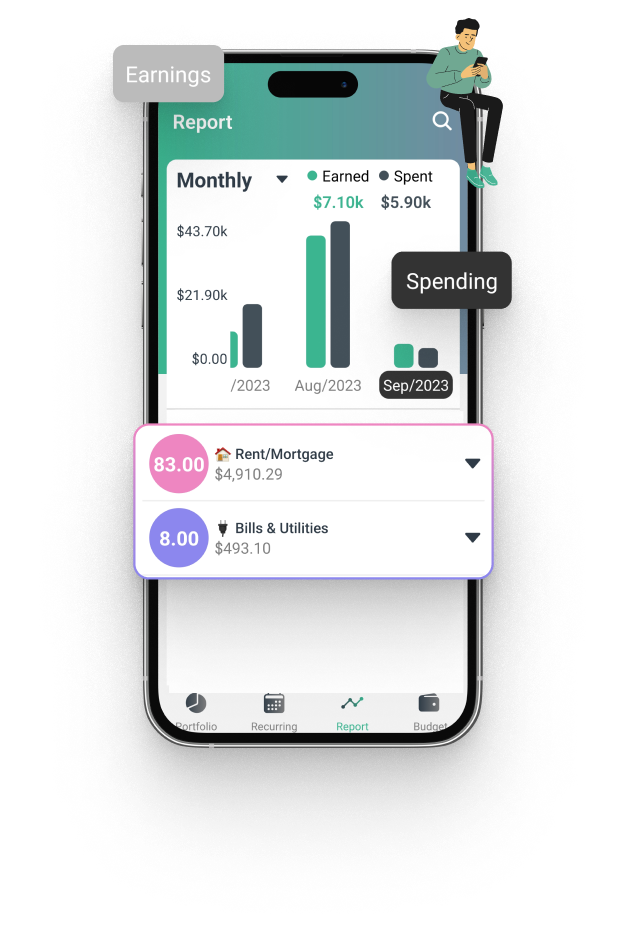 Earnings
Report
Monthly
Earned Spent
$7.10k $5.90k
$43.70k
$21.90k
$0.00
/2023 Aug/2023 Sep/2023
Spending
83.00
Rent/Mortgage
$4,910.29
8.00
Bills & Utilities
$493.10
Portfolio Recurring Report Budget